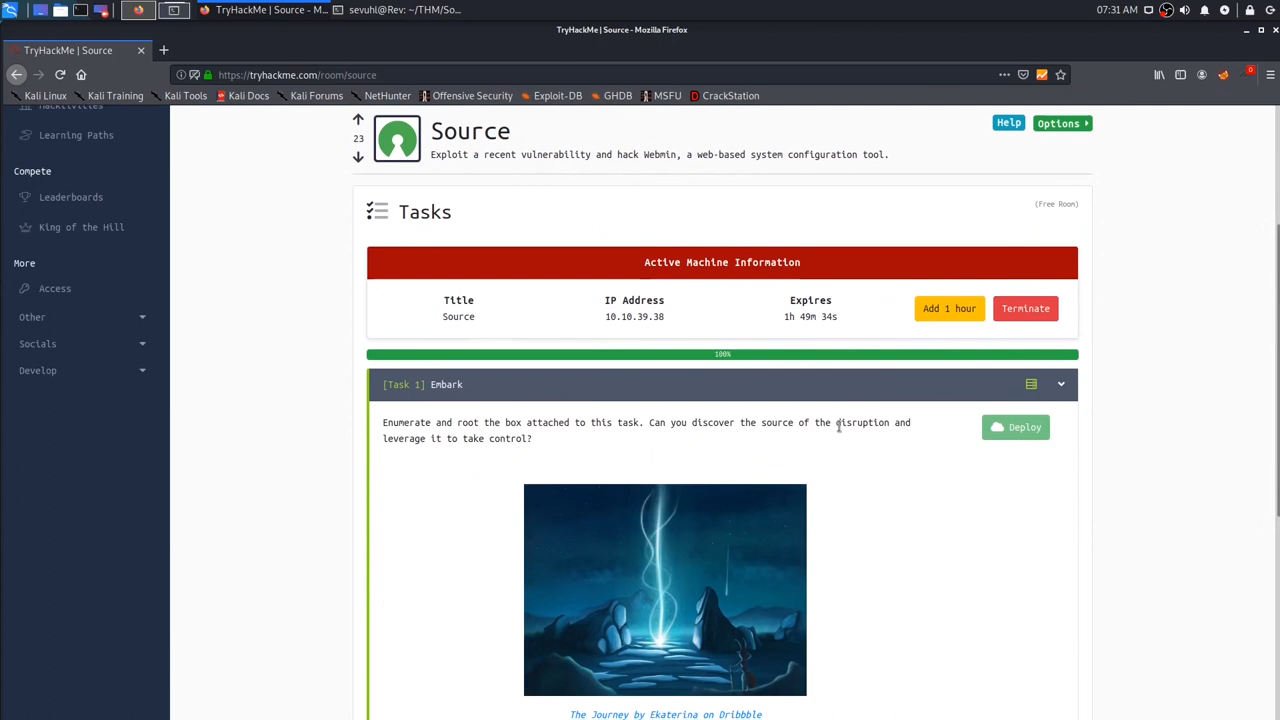 TryHackMe | Source - M...
sevuhl@Rev: ~/THM/So...
07:31 AM
TryHackMe | Source - Mozilla Firefox
TryHackMe | Source
https://tryhackme.com/room/source
Kali Linux
Kali Training
Kali Tools
Kali Docs
Kali Forums
NetHunter
Offensive Security
Exploit-DB
GHDB
MSFU
CrackStation
Hacktivities
Learning Paths
Compete
Leaderboards
King of the Hill
More
Access
Other
Socials
Develop
23
Source
Exploit a recent vulnerability and hack Webmin, a web-based system configuration tool.
Help
Options
Tasks
(Free Room)
Active Machine Information
Title
IP Address
Expires
Source
10.10.39.38
1h 49m 34s
Add 1 hour
Terminate
100%
[Task 1] Embark
Enumerate and root the box attached to this task. Can you discover the source of the disruption and
leverage it to take control?
Deploy
The Journey by Ekaterina on Dribbble